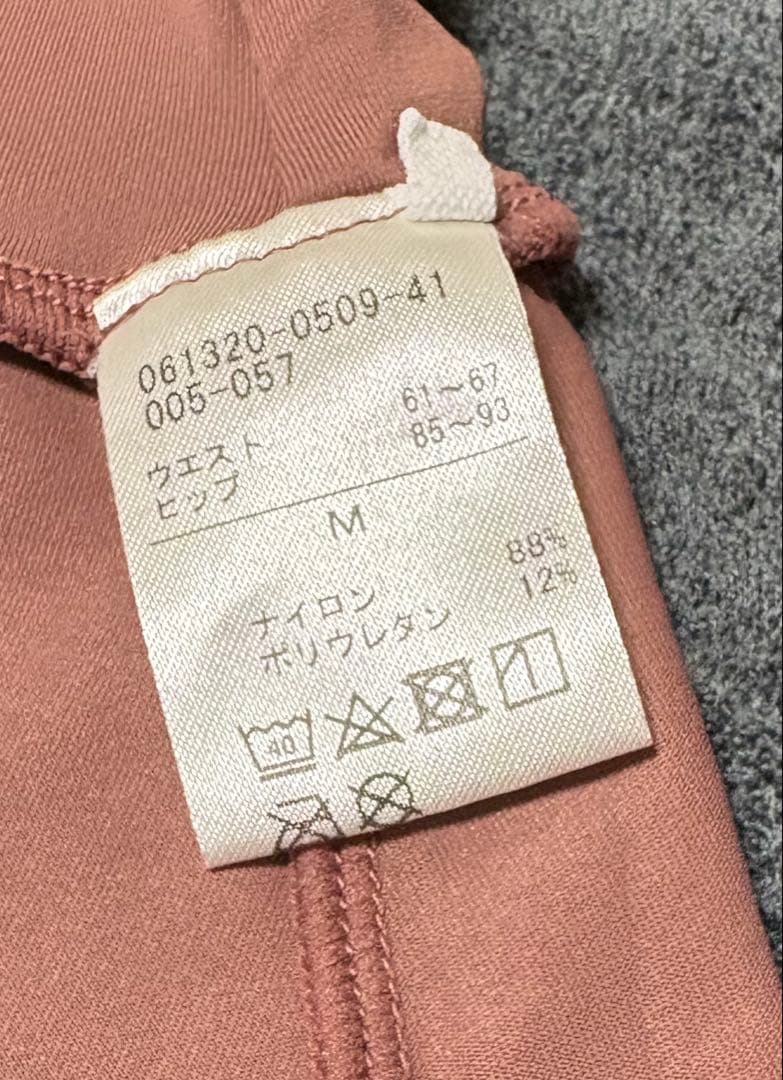 061320-0509-41
005-057
ウエスト 61～67
ヒップ 85～93
M
ナイロン 88%
ポリウレタン 12%
40